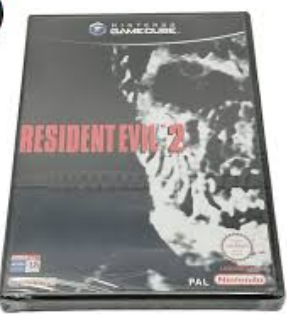 NINTENDO
GAMECUBE
RESIDENT EVIL 2
PAL
Nintendo